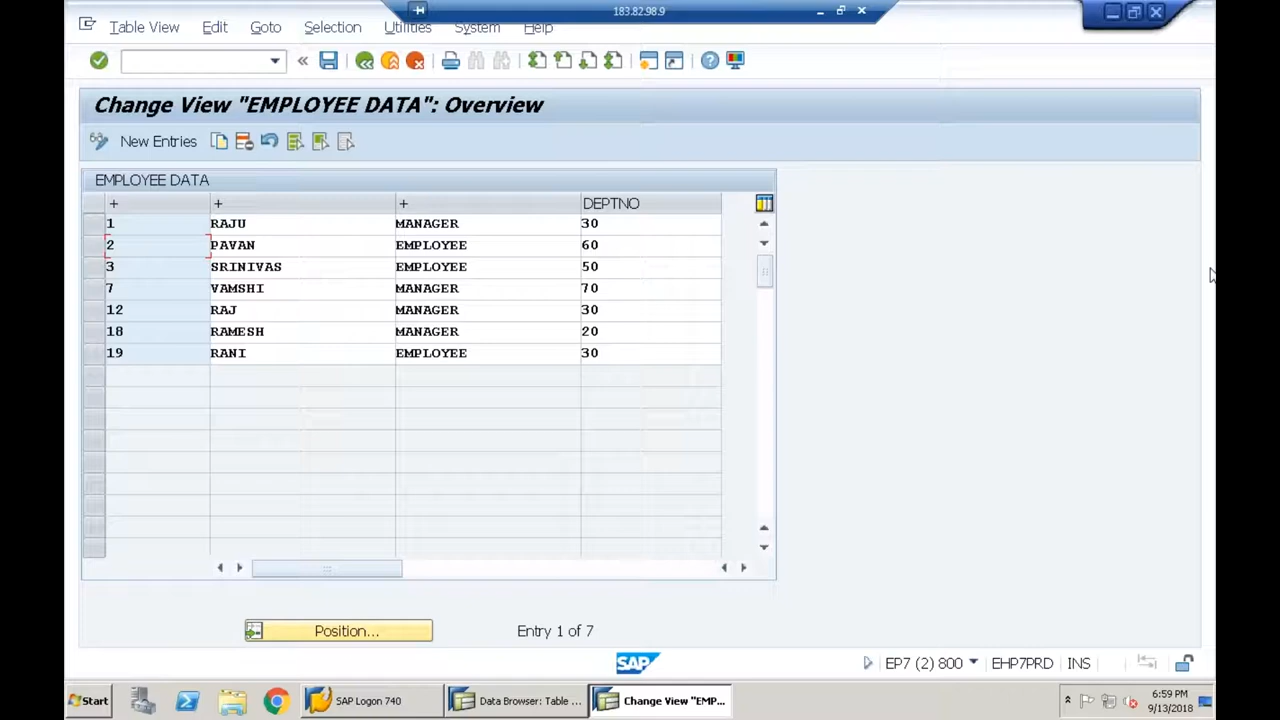 183.82.98.9
Table View Edit Goto Selection Utilities System Help
Change View "EMPLOYEE DATA": Overview
New Entries
EMPLOYEE DATA
+ + + DEPTNO
1 RAJU MANAGER 30
2 PAVAN EMPLOYEE 60
3 SRINIVAS EMPLOYEE 50
7 VAMSHI MANAGER 70
12 RAJ MANAGER 30
18 RAMESH MANAGER 20
19 RANI EMPLOYEE 30
Position... Entry 1 of 7
SAP EP7 (2) 800 EHP7PRD INS
Start SAP Logon 740 Data Browser: Table ... Change View "EMP... 6:59 PM
9/13/2018